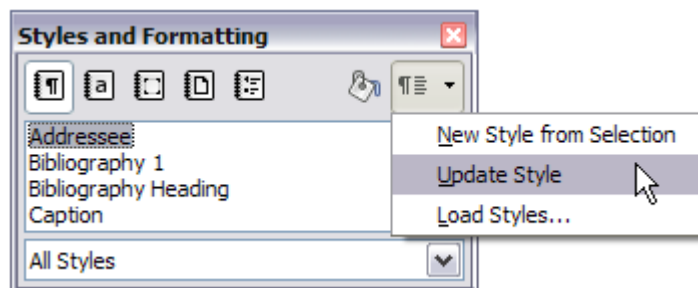 Styles and Formatting
New Style from Selection
Update Style
Load Styles...
Addressee
Bibliography 1
Bibliography Heading
Caption
All Styles